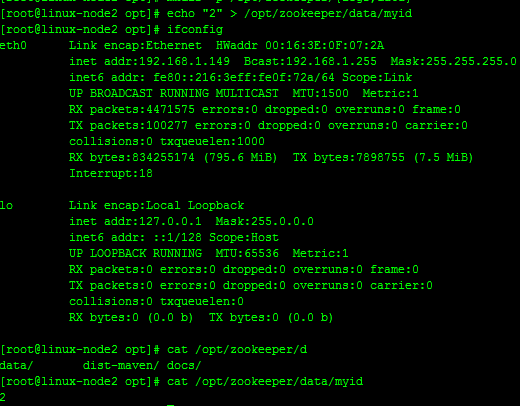 [root@linux-node2 opt]# echo "2" > /opt/zookeeper/data/myid
[root@linux-node2 opt]# ifconfig
eth0 Link encap:Ethernet HWaddr 00:16:3E:0F:07:2A
inet addr:192.168.1.149 Bcast:192.168.1.255 Mask:255.255.255.0
inet6 addr: fe80::216:3eff:fe0f:72a/64 Scope:Link
UP BROADCAST RUNNING MULTICAST MTU:1500 Metric:1
RX packets:4471575 errors:0 dropped:0 overruns:0 frame:0
TX packets:100277 errors:0 dropped:0 overruns:0 carrier:0
collisions:0 txqueuelen:1000
RX bytes:834255174 (795.6 MiB) TX bytes:7898755 (7.5 MiB)
Interrupt:18
lo Link encap:Local Loopback
inet addr:127.0.0.1 Mask:255.0.0.0
inet6 addr: ::1/128 Scope:Host
UP LOOPBACK RUNNING MTU:65536 Metric:1
RX packets:0 errors:0 dropped:0 overruns:0 frame:0
TX packets:0 errors:0 dropped:0 overruns:0 carrier:0
collisions:0 txqueuelen:0
RX bytes:0 (0.0 b) TX bytes:0 (0.0 b)
[root@linux-node2 opt]# cat /opt/zookeeper/d
data/ dist-maven/ docs/
[root@linux-node2 opt]# cat /opt/zookeeper/data/myid
2